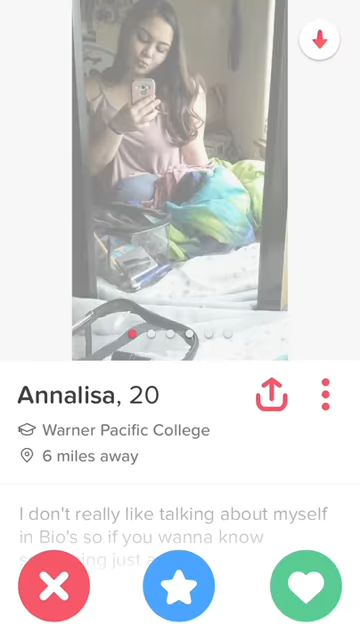 Annalisa, 20
Warner Pacific College
6 miles away
I don't really like talking about myself
in Bio's so if you wanna know
just